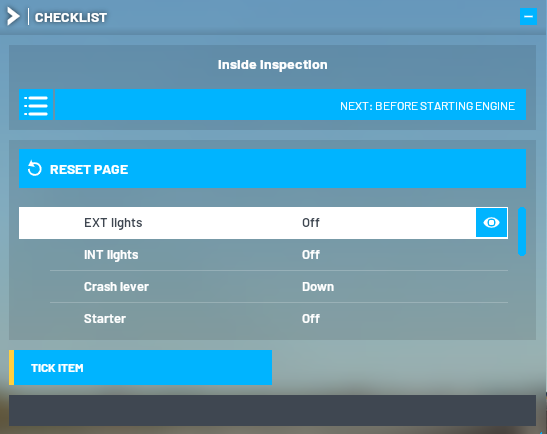 CHECKLIST
Inside Inspection
NEXT: BEFORE STARTING ENGINE
RESET PAGE
EXT lights Off
INT lights Off
Crash lever Down
Starter Off
TICK ITEM